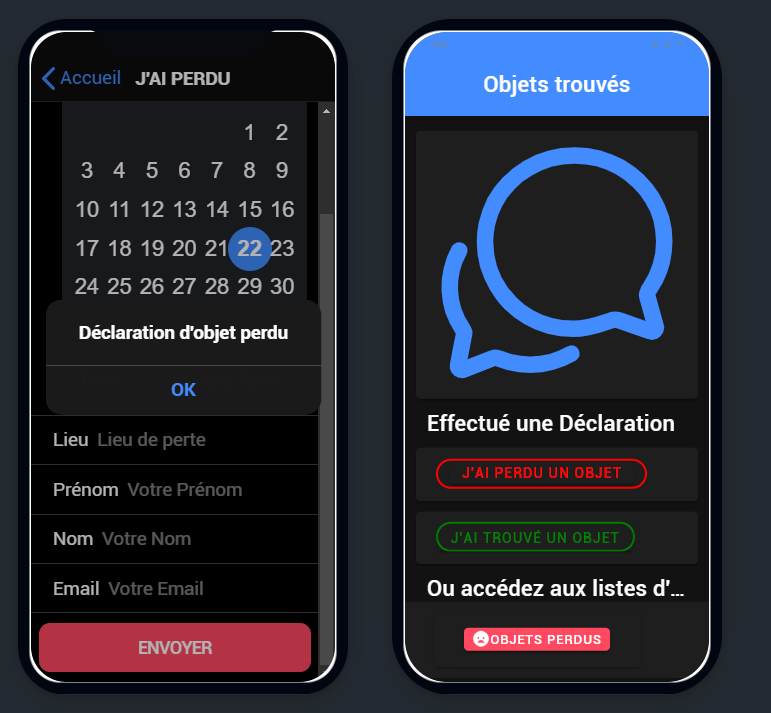 Accueil J'AI PERDU
1 2
3 4 5 6 7 8 9
10 11 12 13 14 15 16
17 18 19 20 21 22 23
24 25 26 27 28 29 30
Déclaration d'objet perdu
OK
Lieu Lieu de perte
Prénom Votre Prénom
Nom Votre Nom
Email Votre Email
ENVOYER
Objets trouvés
Effectué une Déclaration
J'AI PERDU UN OBJET
J'AI TROUVÉ UN OBJET
Ou accédez aux listes d'...
OBJETS PERDUS